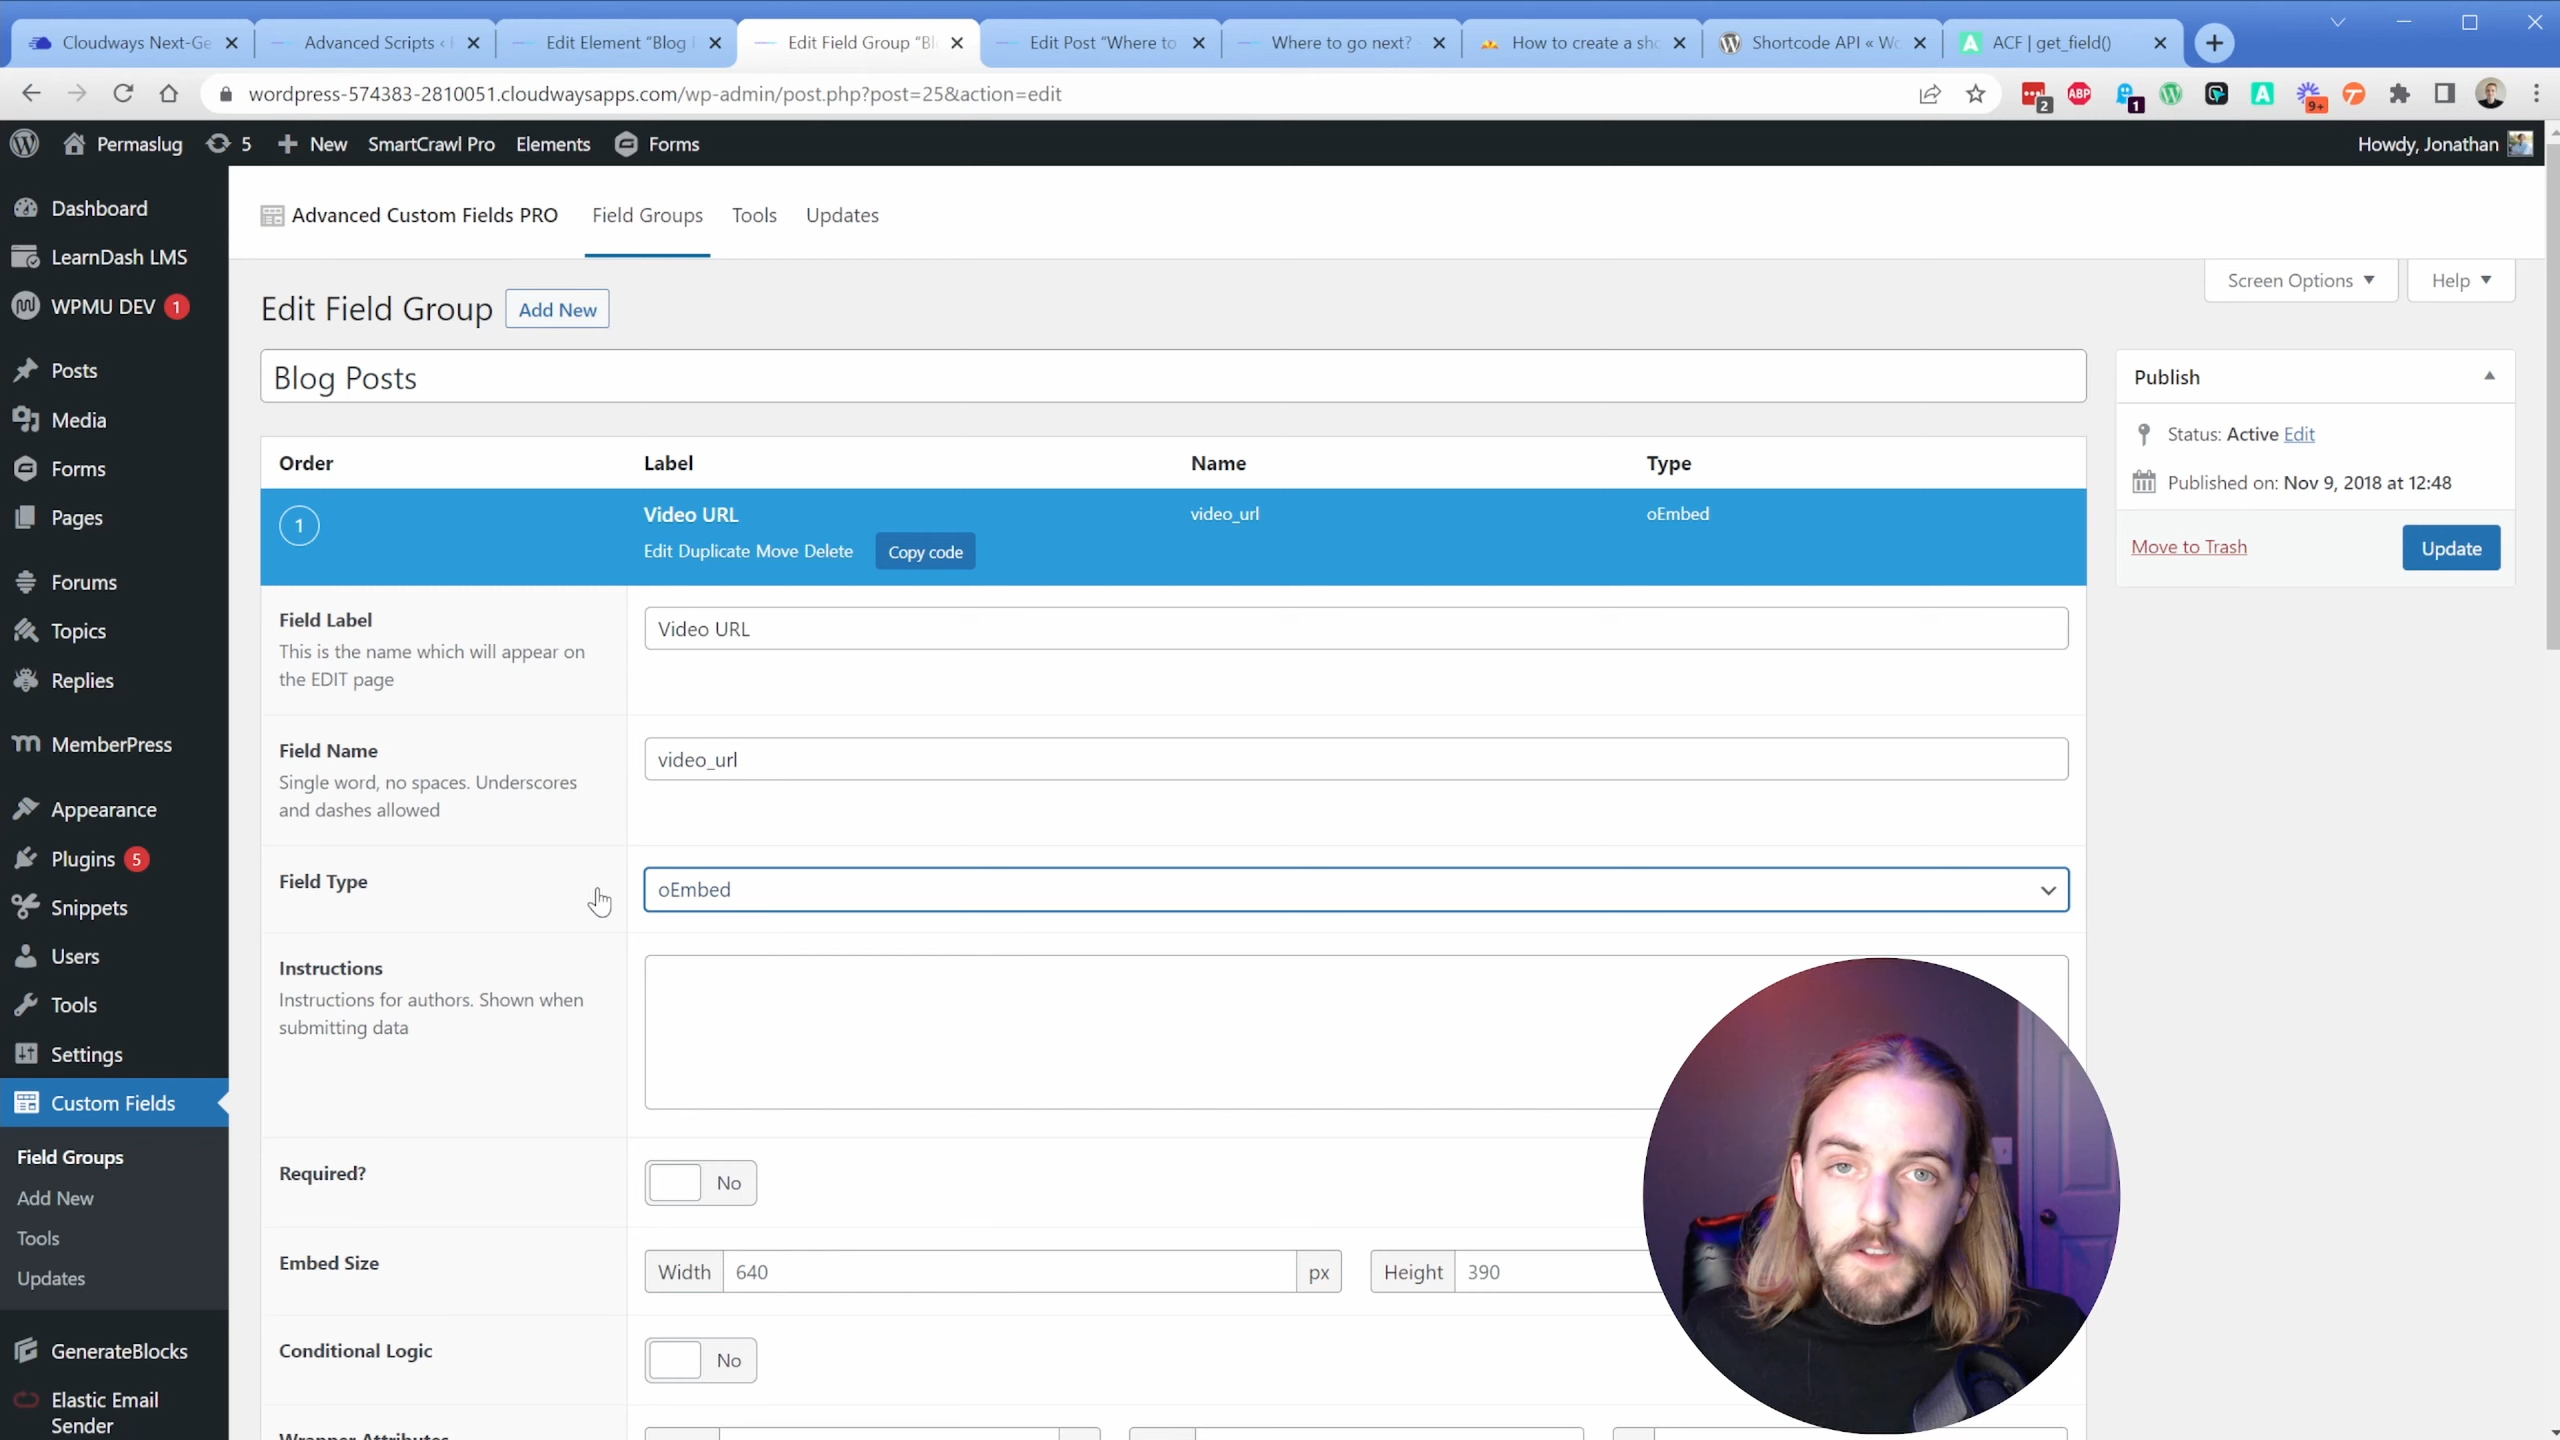 Cloudways Next-Ge
Advanced Scripts ‹
Edit Element "Blog
Edit Field Group "Bl
Edit Post "Where to
Where to go next?
How to create a sho
Shortcode API « Wo
ACF | get_field()
wordpress-574383-2810051.cloudwaysapps.com/wp-admin/post.php?post=25&action=edit
2
ABP
1
9+
Permaslug
5
New
SmartCrawl Pro
Elements
Forms
Howdy, Jonathan
Dashboard
LearnDash LMS
WPMU DEV 1
Posts
Media
Forms
Pages
Forums
Topics
Replies
MemberPress
Appearance
Plugins 5
Snippets
Users
Tools
Settings
Custom Fields
Field Groups
Add New
Tools
Updates
GenerateBlocks
Elastic Email
Sender
Advanced Custom Fields PRO
Field Groups
Tools
Updates
Screen Options
Help
Edit Field Group
Add New
Blog Posts
Order
Label
Name
Type
1
Video URL
video_url
oEmbed
Edit Duplicate Move Delete
Copy code
Field Label
This is the name which will appear on
the EDIT page
Video URL
Field Name
Single word, no spaces. Underscores
and dashes allowed
video_url
Field Type
oEmbed
Instructions
Instructions for authors. Shown when
submitting data
Required?
No
Embed Size
Width
640
px
Height
390
Conditional Logic
No
Wrapper Attributes
Publish
Status: Active Edit
Published on: Nov 9, 2018 at 12:48
Move to Trash
Update